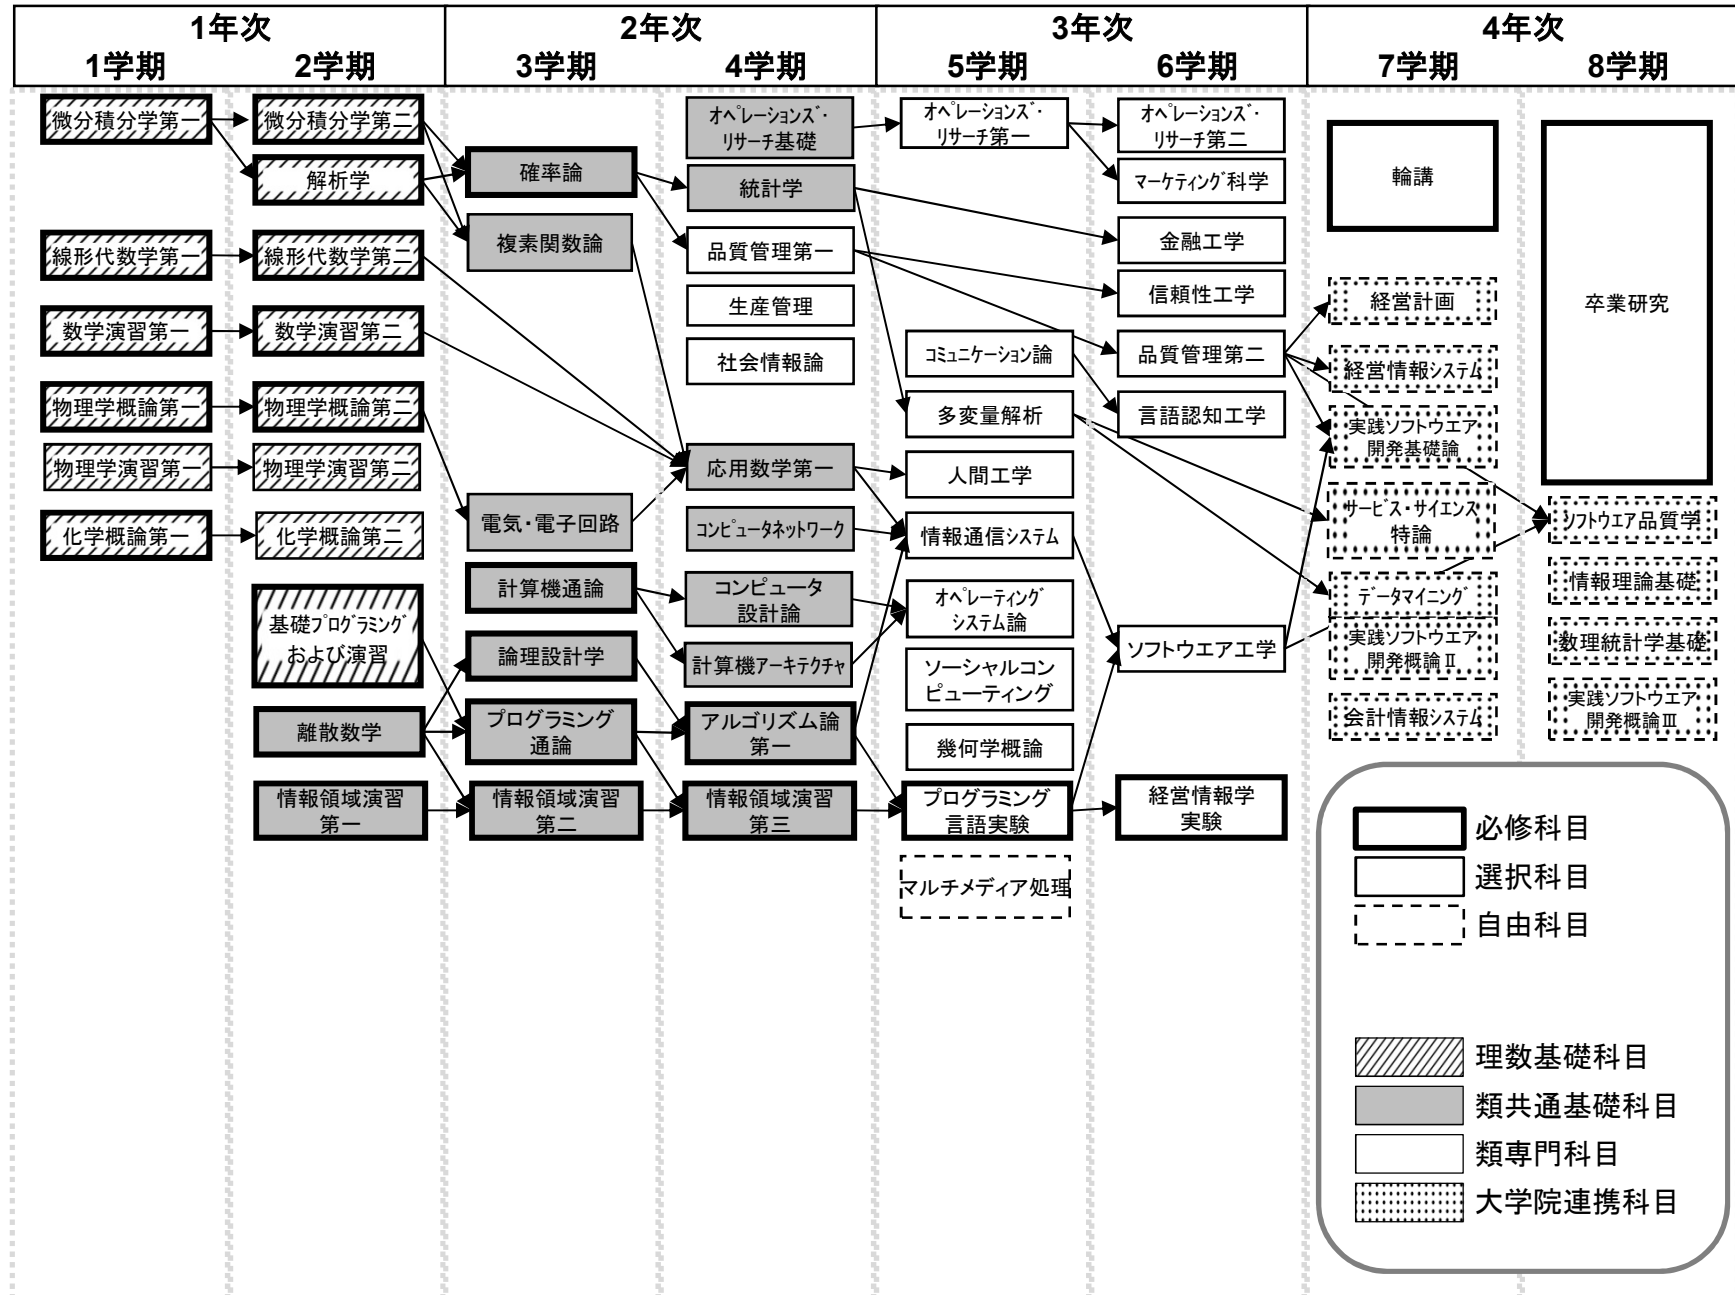 1年次
2年次
3年次
4年次
1学期
2学期
3学期
4学期
5学期
6学期
7学期
8学期
微分積分学第一
線形代数学第一
数学演習第一
物理学概論第一
物理学演習第一
化学概論第一
微分積分学第二
解析学
線形代数学第二
数学演習第二
物理学概論第二
物理学演習第二
化学概論第二
基礎プログラミング
および演習
離散数学
情報領域演習
第一
確率論
複素関数論
電気・電子回路
計算機通論
論理設計学
プログラミング
通論
情報領域演習
第二
オペレーションズ・
リサーチ基礎
統計学
品質管理第一
生産管理
社会情報論
応用数学第一
コンピュータネットワーク
コンピュータ
設計論
計算機アーキテクチャ
アルゴリズム論
第一
情報領域演習
第三
オペレーションズ・
リサーチ第一
コミュニケーション論
多変量解析
人間工学
情報通信システム
オペレーティング
システム論
ソーシャルコン
ピューティング
幾何学概論
プログラミング
言語実験
マルチメディア処理
オペレーションズ・
リサーチ第二
マーケティング科学
金融工学
信頼性工学
品質管理第二
言語認知工学
ソフトウエア工学
経営情報学
実験
輪講
経営計画
経営情報システム
実践ソフトウエア
開発基礎論
サービス・サイエンス
特論
データマイニング
実践ソフトウエア
開発概論Ⅱ
会計情報システム
卒業研究
ソフトウエア品質学
情報理論基礎
数理統計学基礎
実践ソフトウエア
開発概論Ⅲ
必修科目
選択科目
自由科目
理数基礎科目
類共通基礎科目
類専門科目
大学院連携科目